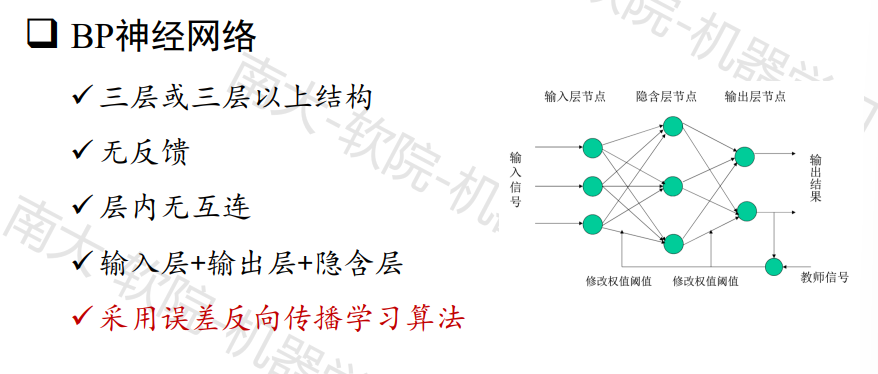 BP神经网络
三层或三层以上结构
无反馈
层内无互连
输入层+输出层+隐含层
采用误差反向传播学习算法
输入层节点 隐含层节点 输出层节点
输入信号
输出结果
修改权值阈值 修改权值阈值 教师信号
南大-软院-机器学
南大-软院-机
南大-软院-机器学